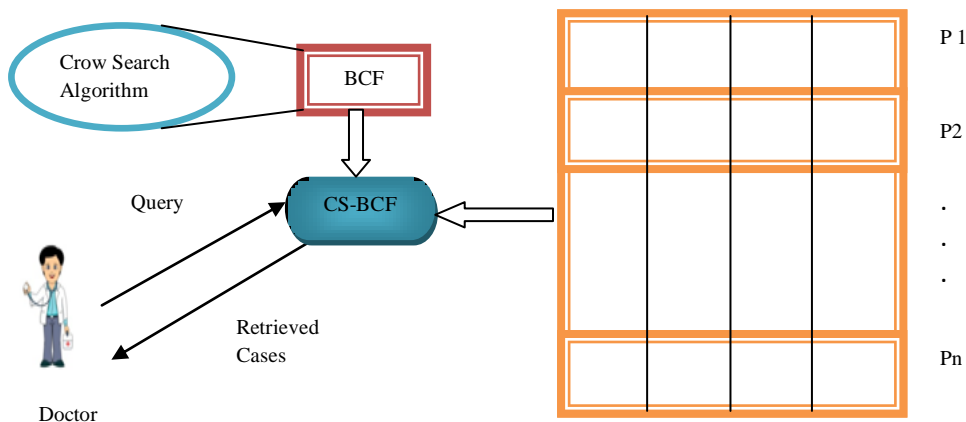 Crow Search
Algorithm
BCF
P 1
P2
Query
CS-BCF
.
.
.
Retrieved
Cases
Pn
Doctor